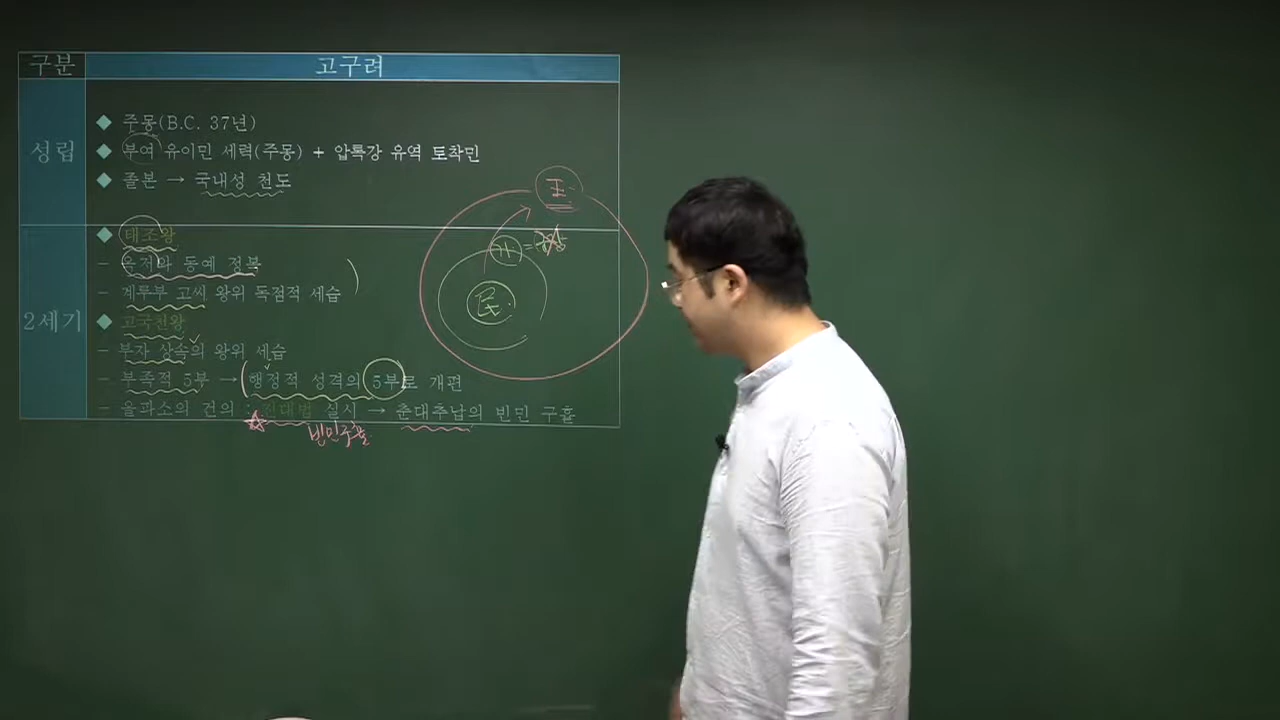 구분 고구려
성립
◆ 주몽(B.C. 37년)
◆ 부여 유이민 세력(주몽) + 압록강 유역 토착민
◆ 졸본 → 국내성 천도
2세기
◆ 태조왕
- 옥저와 동예 정복
- 계루부 고씨 왕위 독점적 세습
◆ 고국천왕
- 부자 상속의 왕위 세습
- 부족적 5부 → 행정적 성격의 5부로 개편
- 을파소의 건의 : 진대법 실시 → 춘대추납의 빈민 구휼
빈민구휼
王
가 =
民